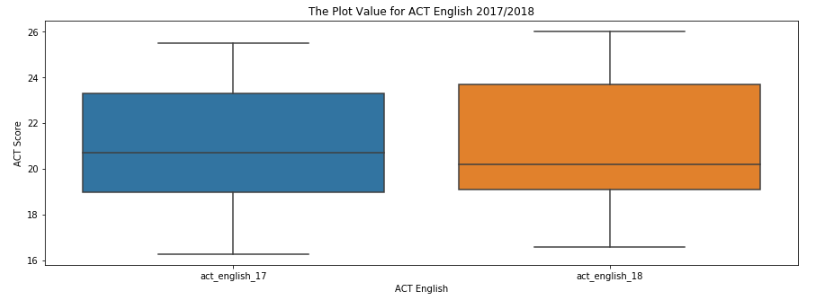 The Plot Value for ACT English 2017/2018
26
24
22
20
18
16
ACT Score
act_english_17
act_english_18
ACT English